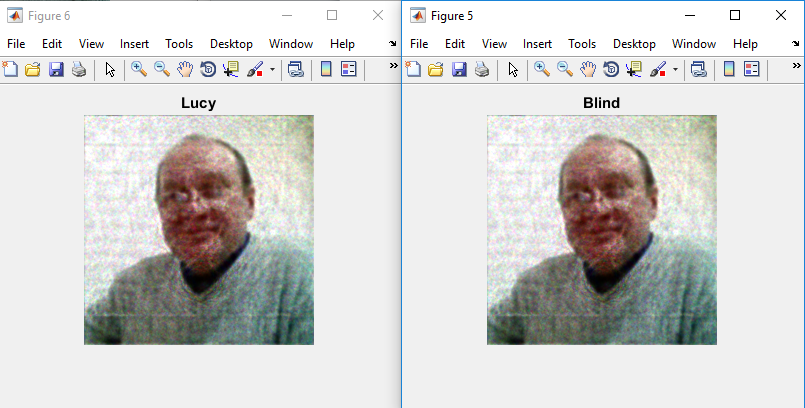 Figure 6
File Edit View Insert Tools Desktop Window Help
Lucy
Figure 5
File Edit View Insert Tools Desktop Window Help
Blind